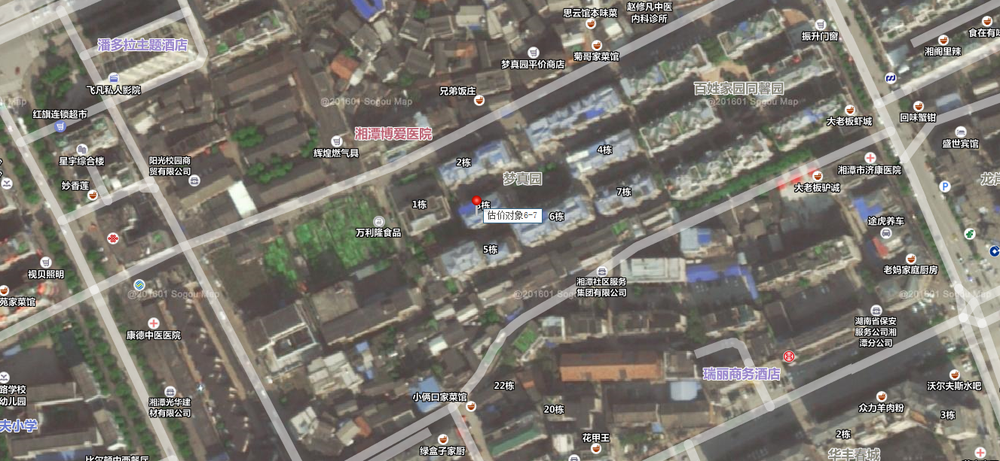 思云馆本味菜
赵修凡中医
内科诊所
振升门窗
食在有味
湘阁里辣
潘多拉主题酒店
梦真园平价商店
菊哥家菜馆
飞凡私人影院
兄弟饭庄
百姓家园同馨园
@201601 Sogou Map
@201601 Sogou Map
Map
红旗连锁超市
大老板虾城
回味蟹钳
湘潭博爱医院
盛世宾馆
辉煌燃气具
4栋
星宇综合楼
阳光校园商
贸有限公司
2栋
湘潭市济康医院
梦真园
大老板驴诚
妙香莲
7栋
1栋
3栋
估价对象6-7
6栋
途虎养车
万利隆食品
5栋
视贝照明
老妈家庭厨房
湘潭社区服务
集团有限公司
@201601 Sogou Map
@201601 Sogou Map
@201601 Sogou Map
苑家菜馆
康德中医医院
湖南省保安
服务公司湘
潭分公司
瑞丽商务酒店
路学校
幼儿园
22栋
沃尔夫斯水吧
小俩口家菜馆
湘潭光华建
材有限公司
20栋
众力羊肉粉
3栋
夫小学
花甲王
2栋
绿盒子家厨
华丰春城
比尔顿中西餐厅